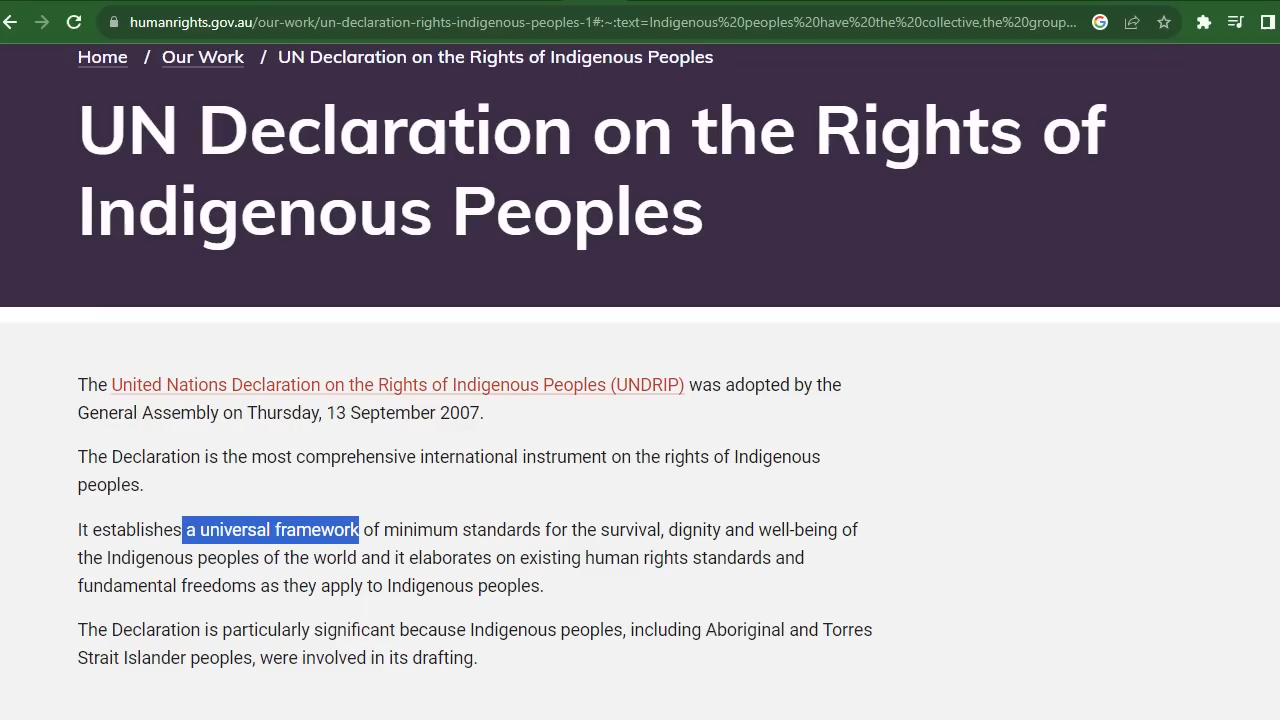 humanrights.gov.au/our-work/un-declaration-rights-indigenous-peoples-1#:~:text=Indigenous%20peoples%20have%20the%20collective,the%20group...
Home / Our Work / UN Declaration on the Rights of Indigenous Peoples
UN Declaration on the Rights of
Indigenous Peoples
The United Nations Declaration on the Rights of Indigenous Peoples (UNDRIP) was adopted by the
General Assembly on Thursday, 13 September 2007.
The Declaration is the most comprehensive international instrument on the rights of Indigenous
peoples.
It establishes a universal framework of minimum standards for the survival, dignity and well-being of
the Indigenous peoples of the world and it elaborates on existing human rights standards and
fundamental freedoms as they apply to Indigenous peoples.
The Declaration is particularly significant because Indigenous peoples, including Aboriginal and Torres
Strait Islander peoples, were involved in its drafting.